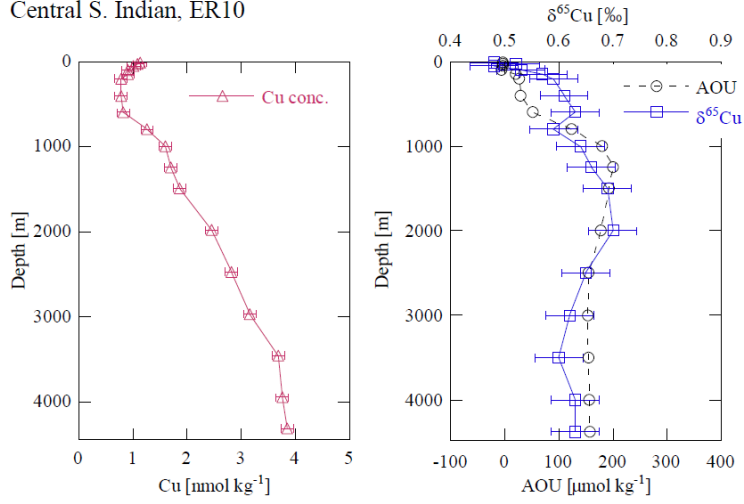 Central S. Indian, ER10
δ⁶⁵Cu [‰]
0.4 0.5 0.6 0.7 0.8 0.9
0
1000
2000
3000
4000
Depth [m]
Cu conc.
0 1 2 3 4 5
Cu [nmol kg⁻¹]
0
1000
2000
3000
4000
Depth [m]
AOU
δ⁶⁵Cu
-100 0 100 200 300 400
AOU [μmol kg⁻¹]